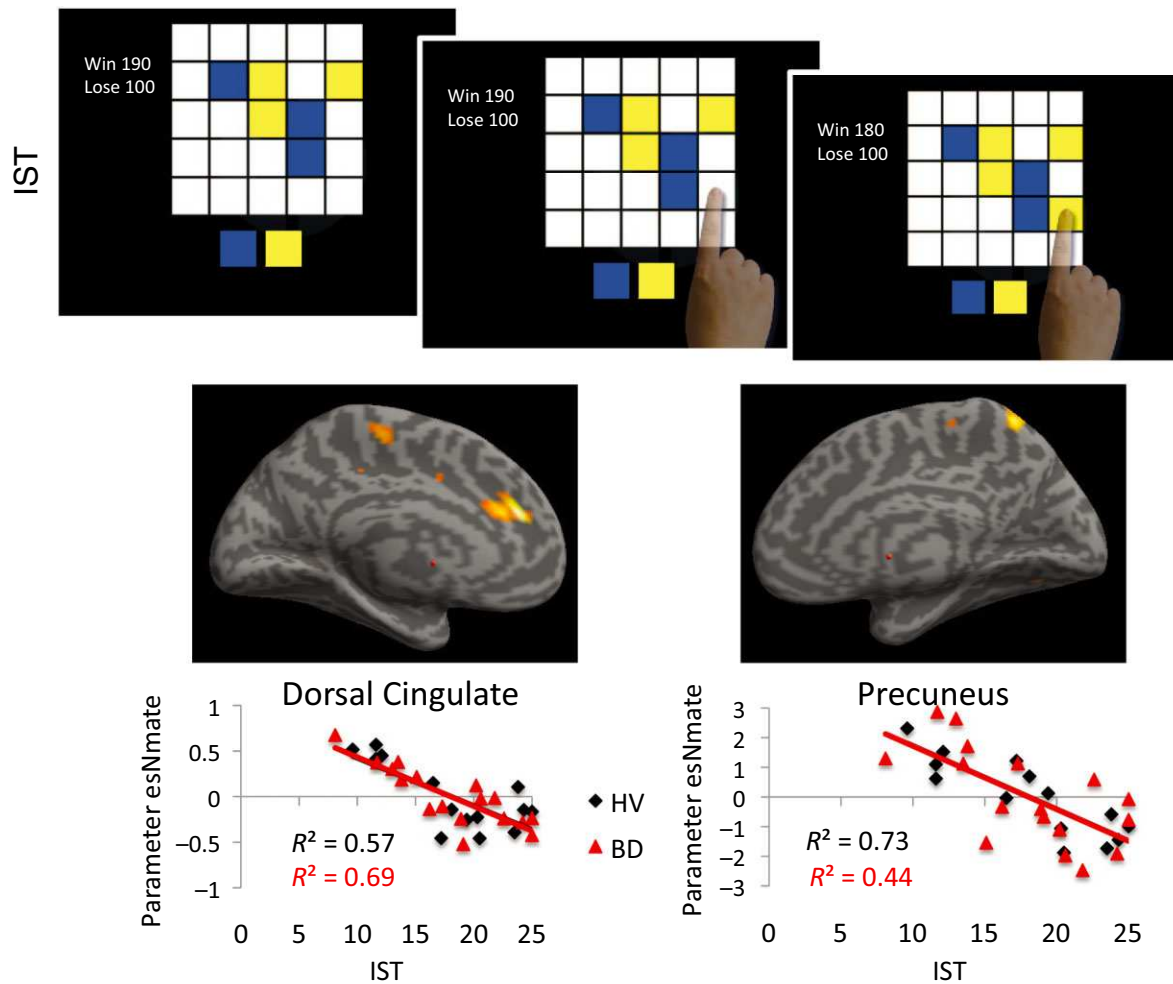 IST
Win 190
Lose 100
Win 190
Lose 100
Win 180
Lose 100
Dorsal Cingulate
Parameter esNmate
1
0.5
0
–0.5
–1
R² = 0.57
R² = 0.69
0 5 10 15 20 25
IST
HV
BD
Precuneus
Parameter esNmate
3
2
1
0
–1
–2
–3
R² = 0.73
R² = 0.44
0 5 10 15 20 25
IST